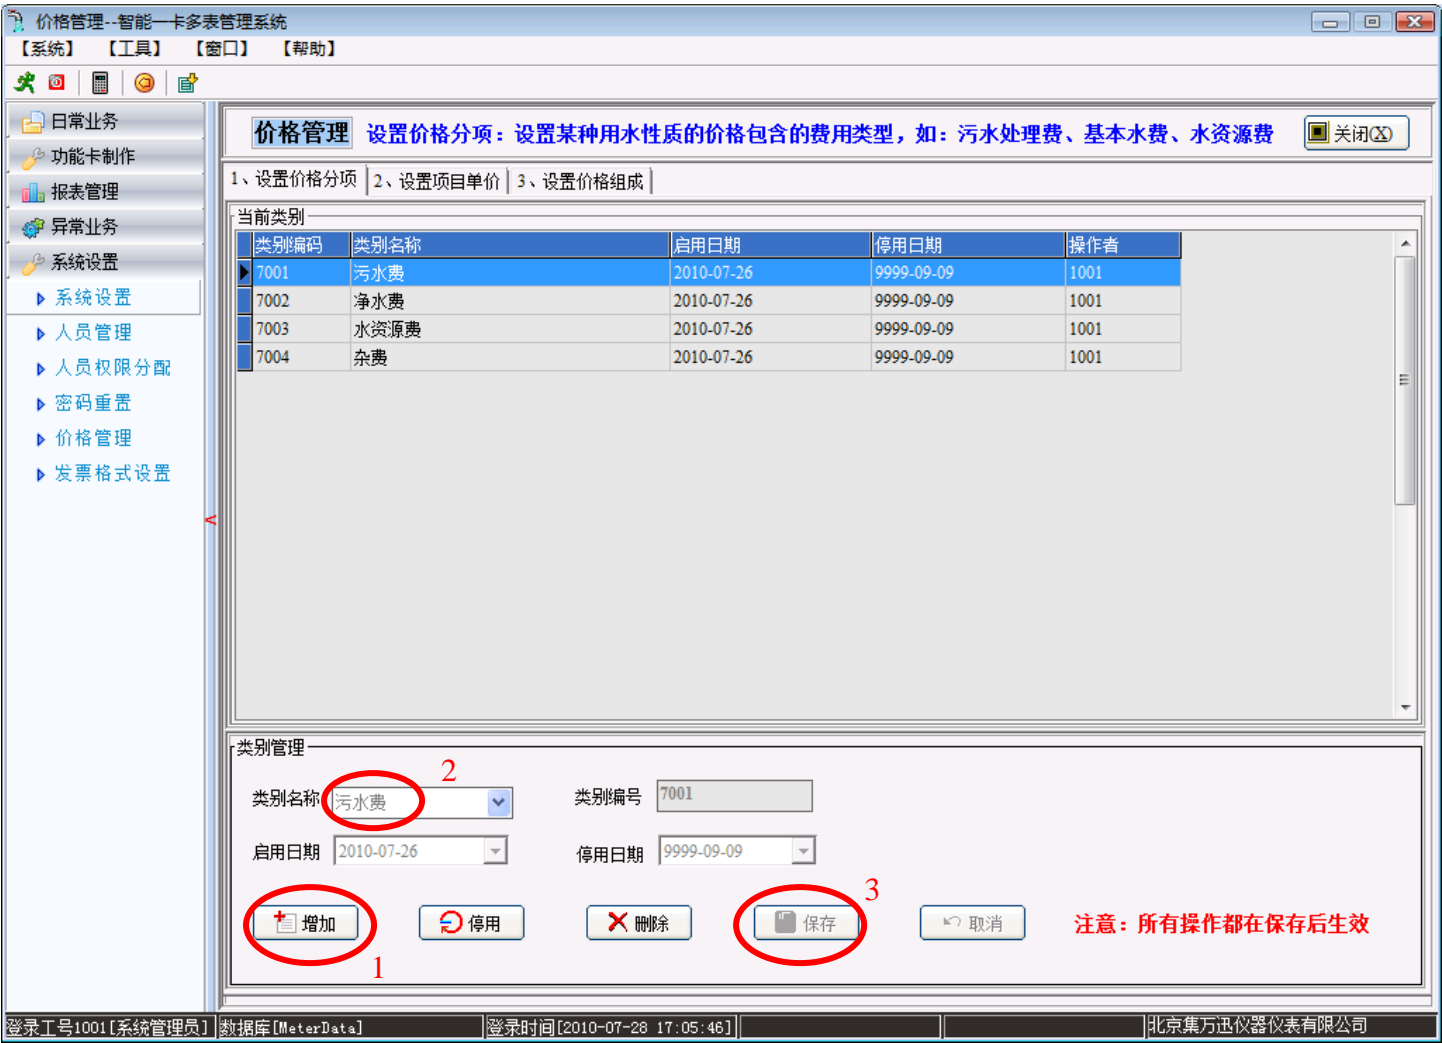 价格管理--智能一卡多表管理系统
【系统】 【工具】 【窗口】 【帮助】
日常业务
功能卡制作
报表管理
异常业务
系统设置
系统设置
人员管理
人员权限分配
密码重置
价格管理
发票格式设置
<
价格管理 设置价格分项：设置某种用水性质的价格包含的费用类型，如：污水处理费、基本水费、水资源费 关闭(X)
1、设置价格分项 2、设置项目单价 3、设置价格组成
当前类别
类别编码 类别名称 启用日期 停用日期 操作者
7001 污水费 2010-07-26 9999-09-09 1001
7002 净水费 2010-07-26 9999-09-09 1001
7003 水资源费 2010-07-26 9999-09-09 1001
7004 杂费 2010-07-26 9999-09-09 1001
类别管理
2
类别名称 污水费 类别编号 7001
启用日期 2010-07-26 停用日期 9999-09-09
3
增加 停用 删除 保存 取消 注意：所有操作都在保存后生效
1
登录工号1001[系统管理员] 数据库[MeterData] 登录时间[2010-07-28 17:05:46] 北京集万迅仪器仪表有限公司